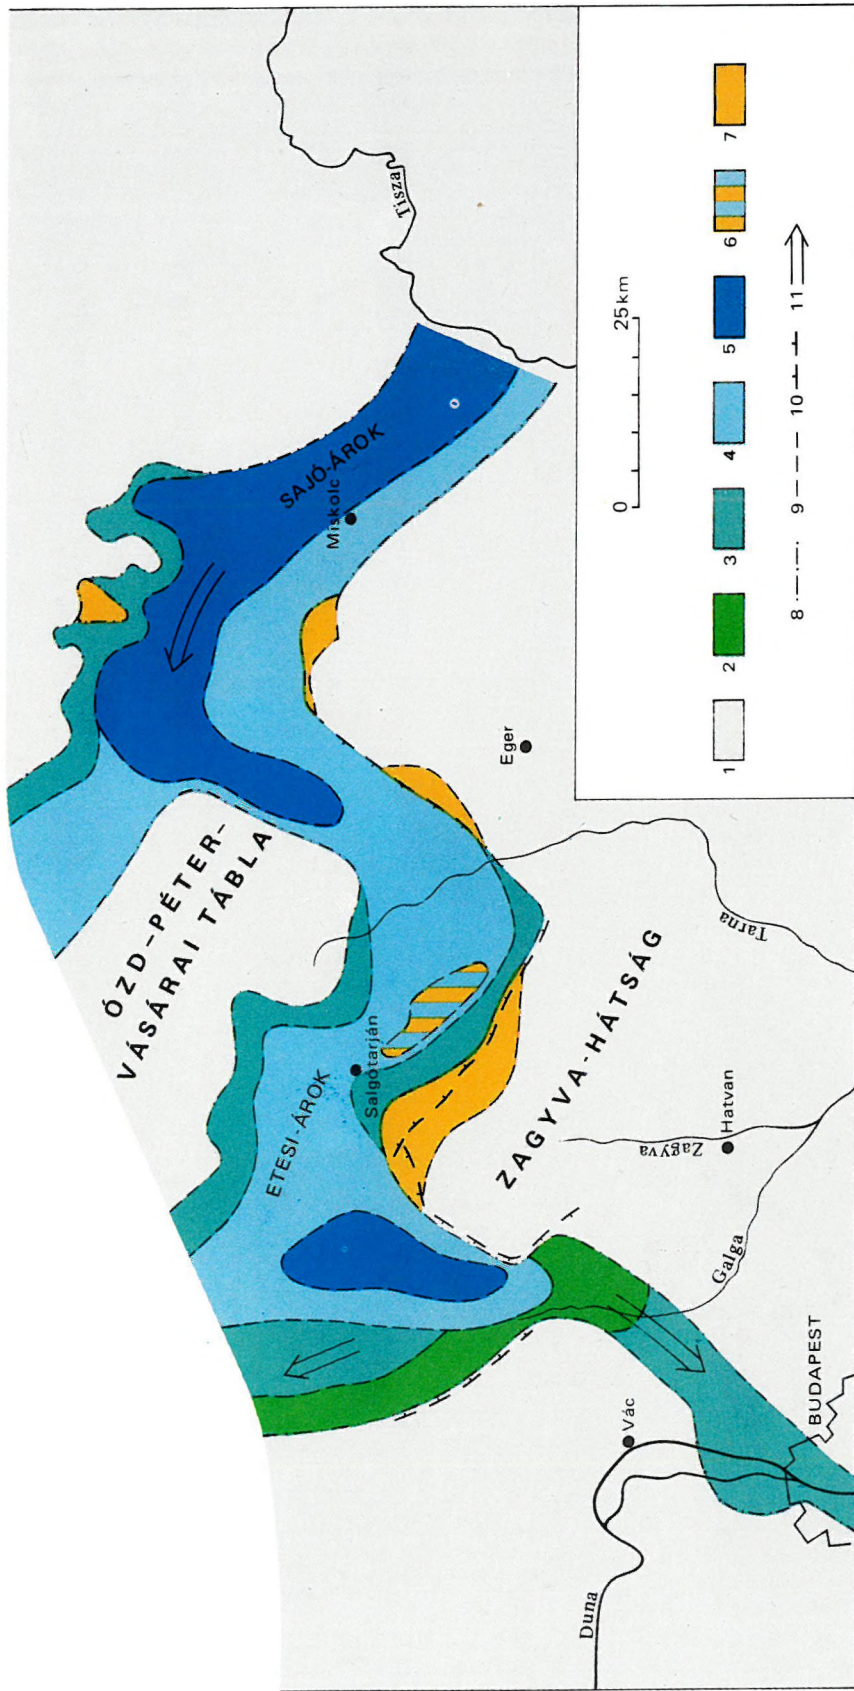 ÓZD–PÉTER-
VÁSÁRAI TÁBLA
SAJÓ-ÁROK
Miskolc
Tisza
ETESI-ÁROK
Salgótarján
Eger
ZAGYVA-HÁTSÁG
Tarna
Zagyva
Hatvan
Galga
Vác
Duna
BUDAPEST
0 25 km
1 2 3 4 5 6 7
8 9 10 11